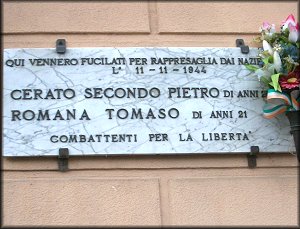 QUI VENNERO FUCILATI PER RAPPRESAGLIA DAI
L' 11 - 11 - 1944
CERATO SECONDO PIETRO DI ANNI
ROMANA TOMASO DI ANNI 21
COMBATTENTI PER LA LIBERTA'